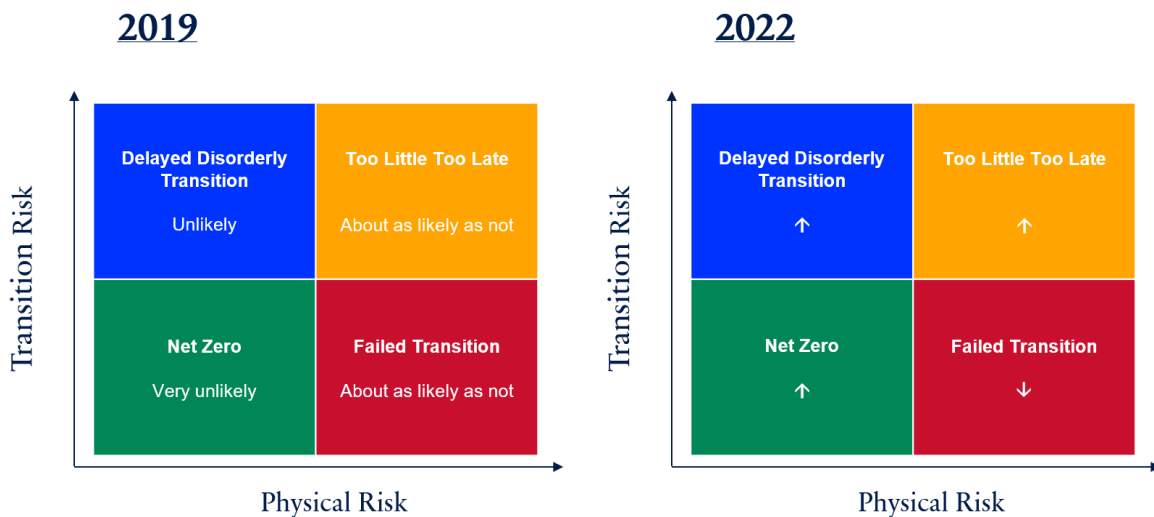 2019
Transition Risk
Delayed Disorderly
Transition
Unlikely
Too Little Too Late
About as likely as not
Net Zero
Very unlikely
Failed Transition
About as likely as not
Physical Risk
2022
Transition Risk
Delayed Disorderly
Transition
↑
Too Little Too Late
↑
Net Zero
↑
Failed Transition
↓
Physical Risk